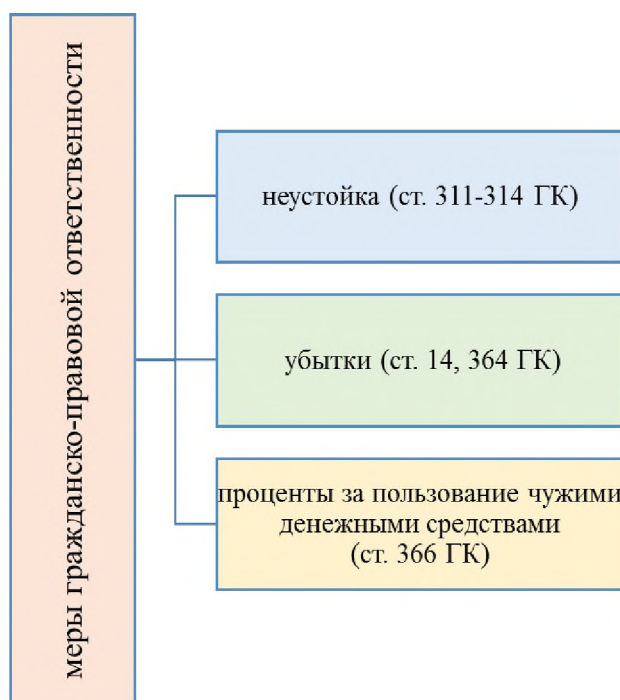 меры гражданско-правовой ответственности
неустойка (ст. 311-314 ГК)
убытки (ст. 14, 364 ГК)
проценты за пользование чужими
денежными средствами
(ст. 366 ГК)